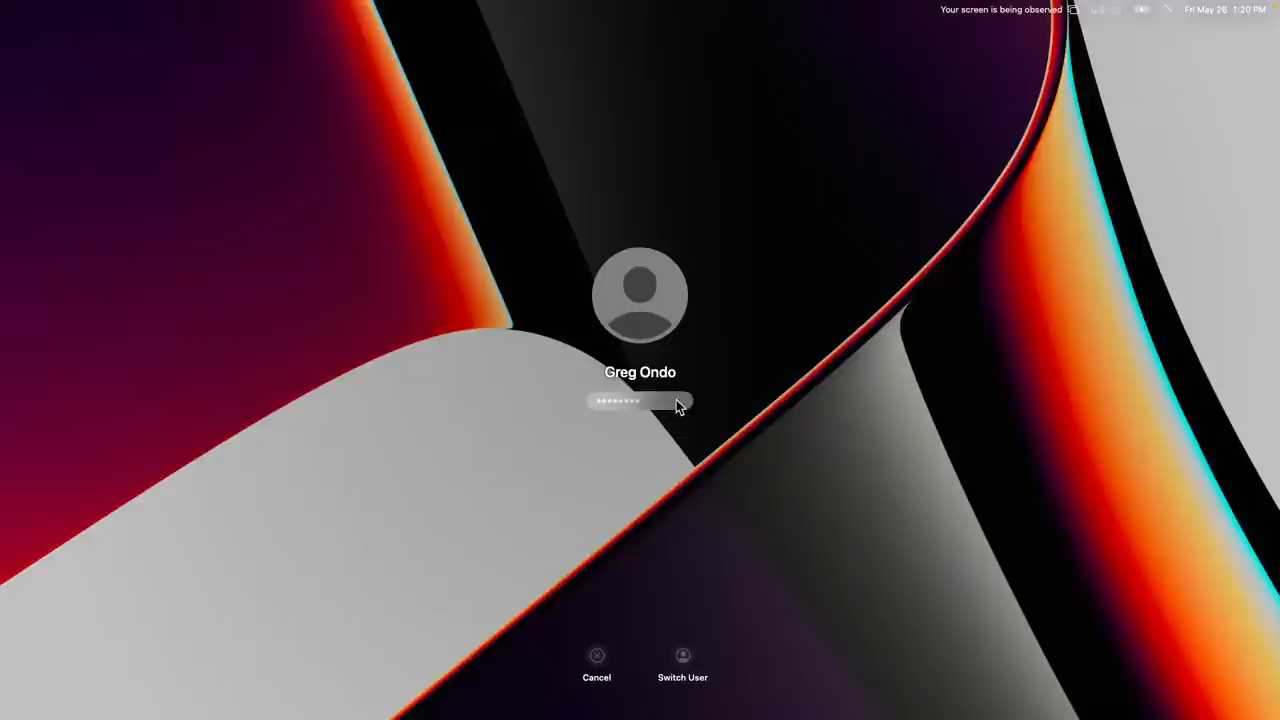 Your screen is being observed
Fri May 26 1:20 PM
Greg Ondo
Cancel
Switch User